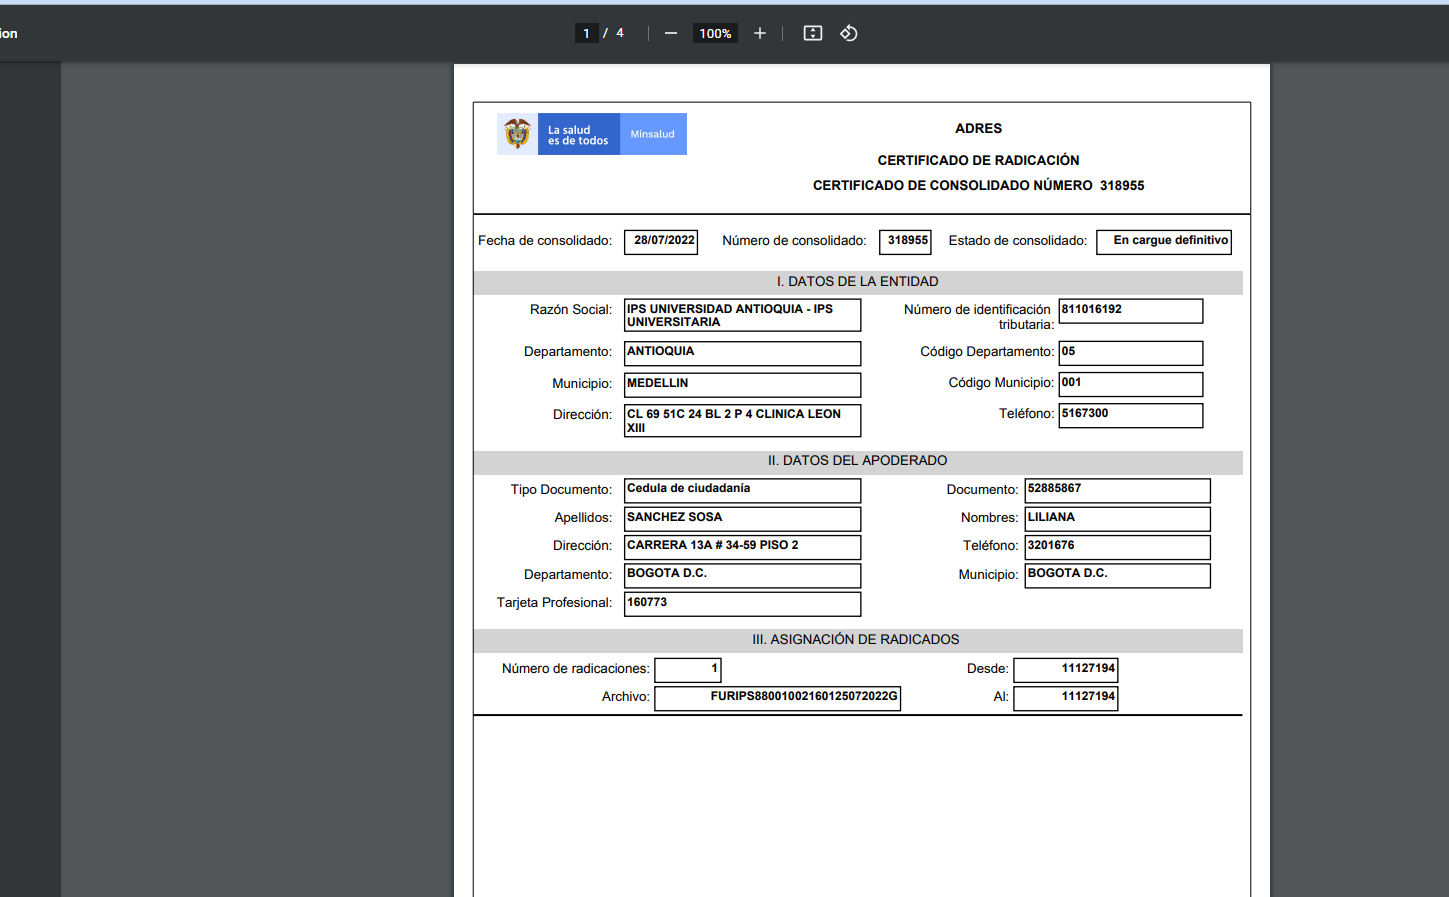 ion
1 / 4
100%
La salud
es de todos
Minsalud
ADRES
CERTIFICADO DE RADICACIÓN
CERTIFICADO DE CONSOLIDADO NÚMERO 318955
Fecha de consolidado: 28/07/2022 Número de consolidado: 318955 Estado de consolidado: En cargue definitivo
I. DATOS DE LA ENTIDAD
Razón Social: IPS UNIVERSIDAD ANTIOQUIA - IPS
UNIVERSITARIA
Número de identificación
tributaria: 811016192
Departamento: ANTIOQUIA Código Departamento: 05
Municipio: MEDELLIN Código Municipio: 001
Dirección: CL 69 51C 24 BL 2 P 4 CLINICA LEON
XIII
Teléfono: 5167300
II. DATOS DEL APODERADO
Tipo Documento: Cedula de ciudadanía Documento: 52885867
Apellidos: SANCHEZ SOSA Nombres: LILIANA
Dirección: CARRERA 13A # 34-59 PISO 2 Teléfono: 3201676
Departamento: BOGOTA D.C. Municipio: BOGOTA D.C.
Tarjeta Profesional: 160773
III. ASIGNACIÓN DE RADICADOS
Número de radicaciones: 1 Desde: 11127194
Archivo: FURIPS88001002160125072022G Al: 11127194